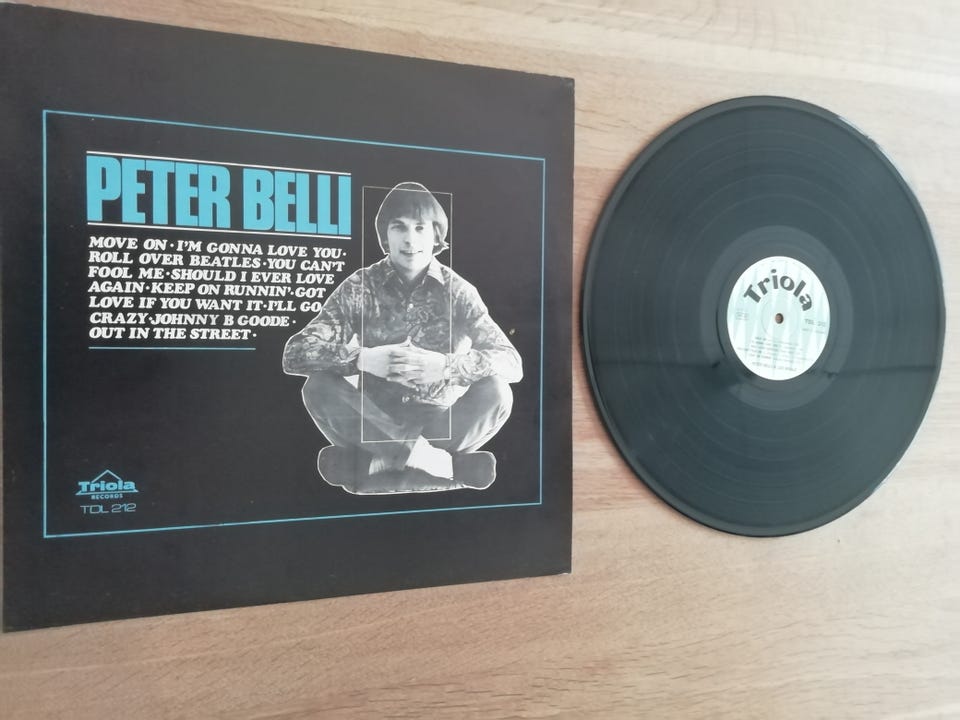 PETER BELLI
MOVE ON · I'M GONNA LOVE YOU ·
ROLL OVER BEATLES · YOU CAN'T
FOOL ME · SHOULD I EVER LOVE
AGAIN · KEEP ON RUNNIN' · GOT
LOVE IF YOU WANT IT · I'LL GO
CRAZY · JOHNNY B GOODE ·
OUT IN THE STREET ·
Triola
RECORDS
TDL 212
Triola
TDL 212